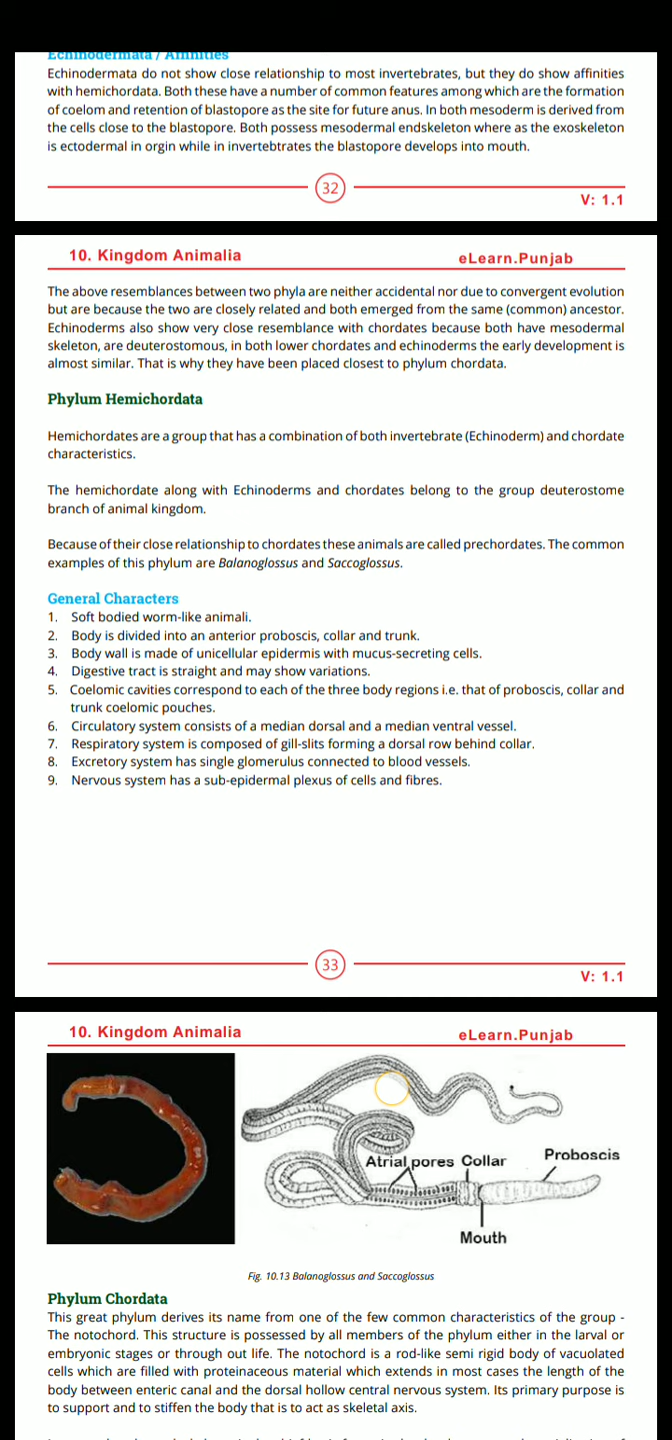 Echinodermata / Affinities
Echinodermata do not show close relationship to most invertebrates, but they do show affinities
with hemichordata. Both these have a number of common features among which are the formation
of coelom and retention of blastopore as the site for future anus. In both mesoderm is derived from
the cells close to the blastopore. Both possess mesodermal endskeleton where as the exoskeleton
is ectodermal in orgin while in invertebtrates the blastopore develops into mouth.
32
V: 1.1
10. Kingdom Animalia
eLearn.Punjab
The above resemblances between two phyla are neither accidental nor due to convergent evolution
but are because the two are closely related and both emerged from the same (common) ancestor.
Echinoderms also show very close resemblance with chordates because both have mesodermal
skeleton, are deuterostomous, in both lower chordates and echinoderms the early development is
almost similar. That is why they have been placed closest to phylum chordata.
Phylum Hemichordata
Hemichordates are a group that has a combination of both invertebrate (Echinoderm) and chordate
characteristics.
The hemichordate along with Echinoderms and chordates belong to the group deuterostome
branch of animal kingdom.
Because of their close relationship to chordates these animals are called prechordates. The common
examples of this phylum are Balanoglossus and Saccoglossus.
General Characters
1. Soft bodied worm-like animali.
2. Body is divided into an anterior proboscis, collar and trunk.
3. Body wall is made of unicellular epidermis with mucus-secreting cells.
4. Digestive tract is straight and may show variations.
5. Coelomic cavities correspond to each of the three body regions i.e. that of proboscis, collar and
trunk coelomic pouches.
6. Circulatory system consists of a median dorsal and a median ventral vessel.
7. Respiratory system is composed of gill-slits forming a dorsal row behind collar.
8. Excretory system has single glomerulus connected to blood vessels.
9. Nervous system has a sub-epidermal plexus of cells and fibres.
33
V: 1.1
10. Kingdom Animalia
eLearn.Punjab
Atrial pores Collar
Proboscis
Mouth
Fig. 10.13 Balanoglossus and Saccoglossus
Phylum Chordata
This great phylum derives its name from one of the few common characteristics of the group -
The notochord. This structure is possessed by all members of the phylum either in the larval or
embryonic stages or through out life. The notochord is a rod-like semi rigid body of vacuolated
cells which are filled with proteinaceous material which extends in most cases the length of the
body between enteric canal and the dorsal hollow central nervous system. Its primary purpose is
to support and to stiffen the body that is to act as skeletal axis.